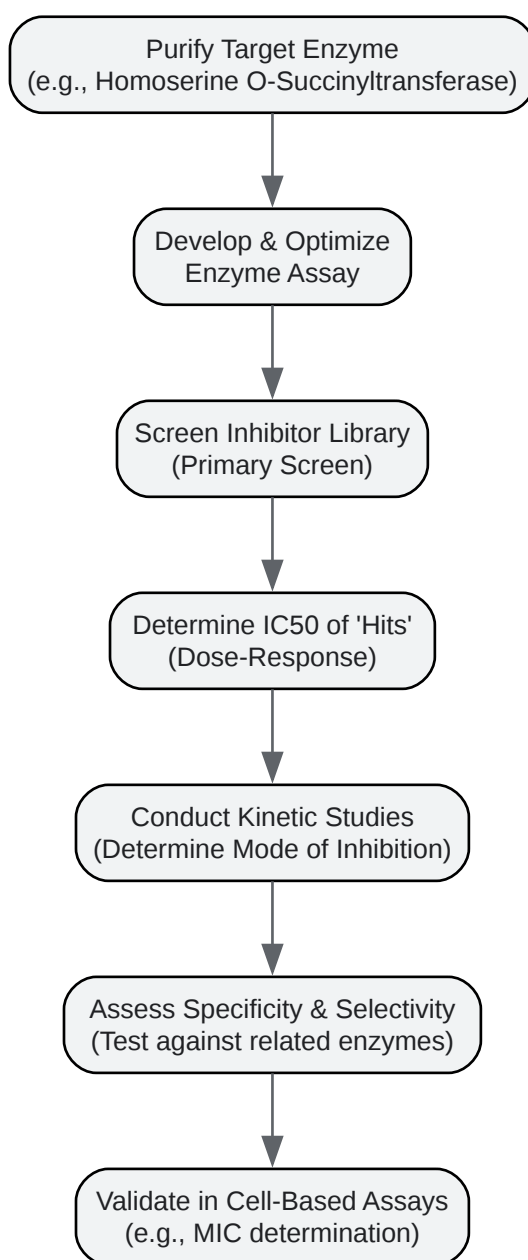 Purify Target Enzyme
(e.g., Homoserine O-Succinyltransferase)
Develop & Optimize
Enzyme Assay
Screen Inhibitor Library
(Primary Screen)
Determine IC50 of 'Hits'
(Dose-Response)
Conduct Kinetic Studies
(Determine Mode of Inhibition)
Assess Specificity & Selectivity
(Test against related enzymes)
Validate in Cell-Based Assays
(e.g., MIC determination)